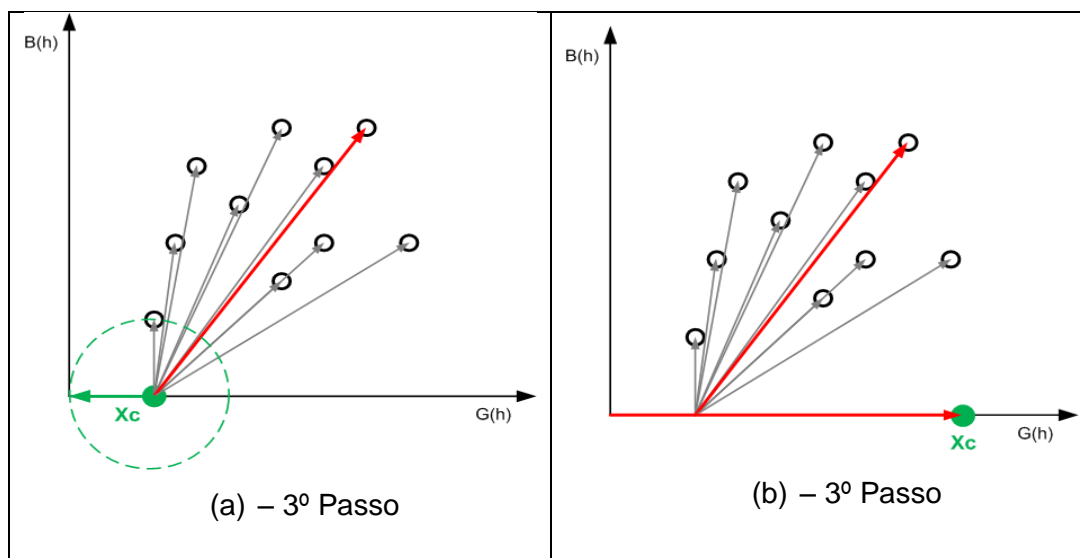 B(h)
Xc
G(h)
(a) – 3º Passo
B(h)
G(h)
Xc
(b) – 3º Passo